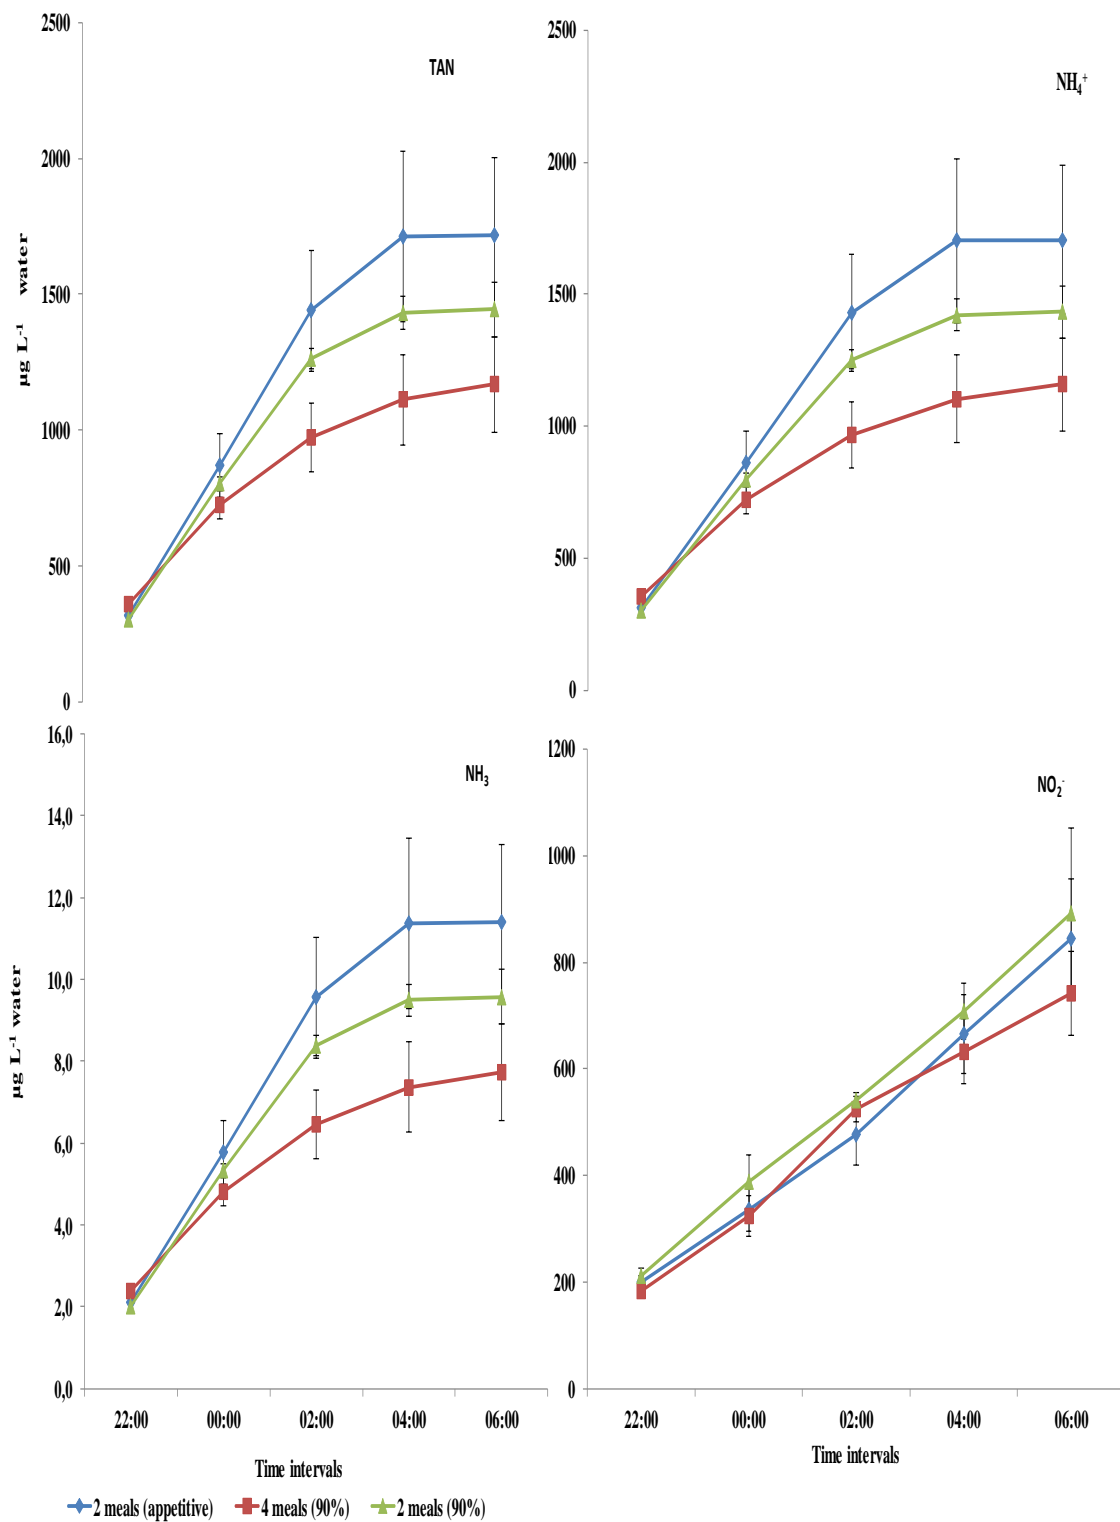 TAN
2500
2000
1500
1000
500
0
µg L-1 water
NH4+
2500
2000
1500
1000
500
0
NH3
16,0
14,0
12,0
10,0
8,0
6,0
4,0
2,0
0,0
µg L-1 water
22:00 00:00 02:00 04:00 06:00
Time intervals
NO2-
1200
1000
800
600
400
200
0
22:00 00:00 02:00 04:00 06:00
Time intervals
2 meals (appetitive) 4 meals (90%) 2 meals (90%)